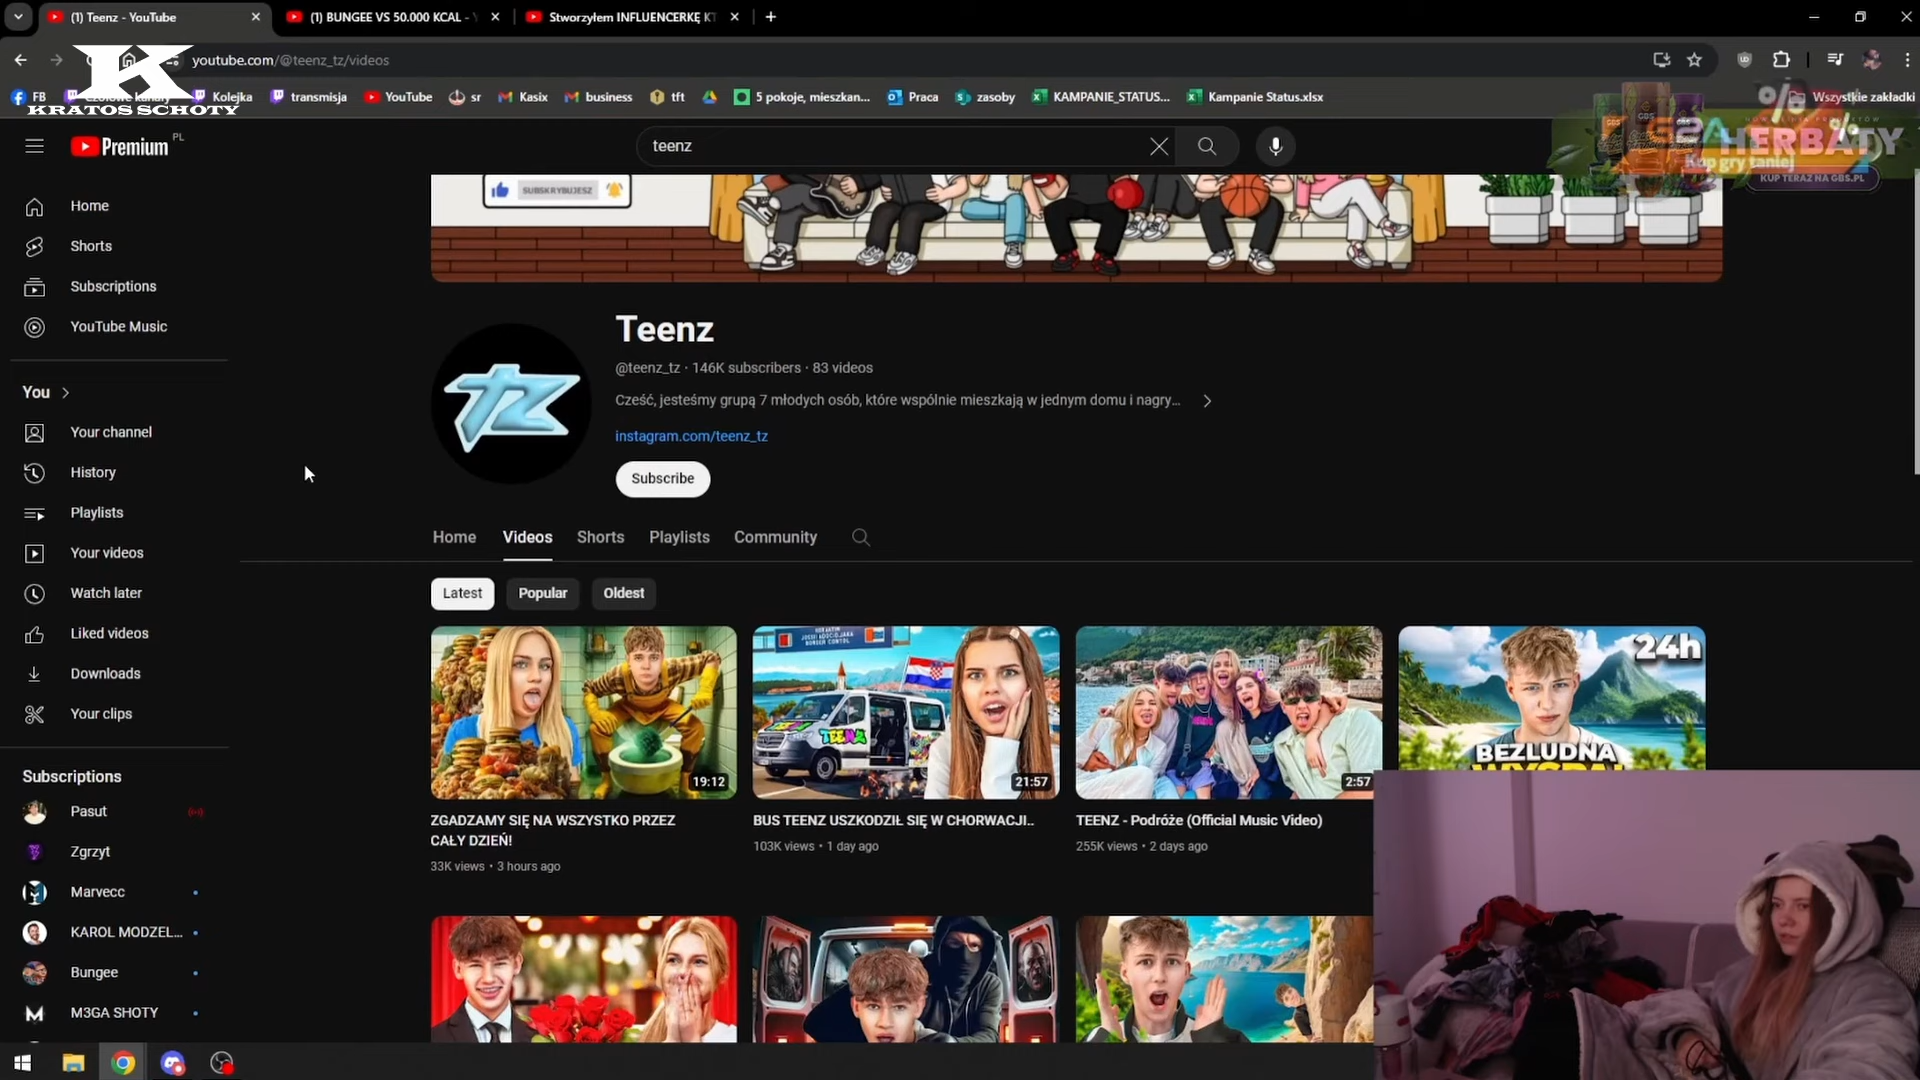 (1) Teenz - YouTube
(1) BUNGEE VS 50.000 KCAL -
Stworzyłem INFLUENCERKĘ KT
youtube.com/@teenz_tz/videos
KRATOS SCHOTY
FB
Kolejka
transmisja
YouTube
sr
Kasix
business
tft
5 pokoje, mieszkan...
Praca
zasoby
KAMPANIE_STATUS...
Kampanie Status.xlsx
Wszystkie zakładki
Premium
PL
teenz
HERBATY
Kup gry taniej
KUP TERAZ NA GBS.PL
SUBSKRYBUJESZ
Home
Shorts
Subscriptions
YouTube Music
You
Your channel
History
Playlists
Your videos
Watch later
Liked videos
Downloads
Your clips
Subscriptions
Pasut
Zgrzyt
Marvecc
KAROL MODZEL...
Bungee
M3GA SHOTY
TZ
Teenz
@teenz_tz · 146K subscribers · 83 videos
Cześć, jesteśmy grupą 7 młodych osób, które wspólnie mieszkają w jednym domu i nagry...
instagram.com/teenz_tz
Subscribe
Home
Videos
Shorts
Playlists
Community
Latest
Popular
Oldest
19:12
TEENZ
21:57
2:57
24h
BEZLUDNA
ZGADZAMY SIĘ NA WSZYSTKO PRZEZ
CAŁY DZIEŃ!
33K views · 3 hours ago
BUS TEENZ USZKODZIŁ SIĘ W CHORWACJI..
103K views · 1 day ago
TEENZ - Podróże (Official Music Video)
255K views · 2 days ago